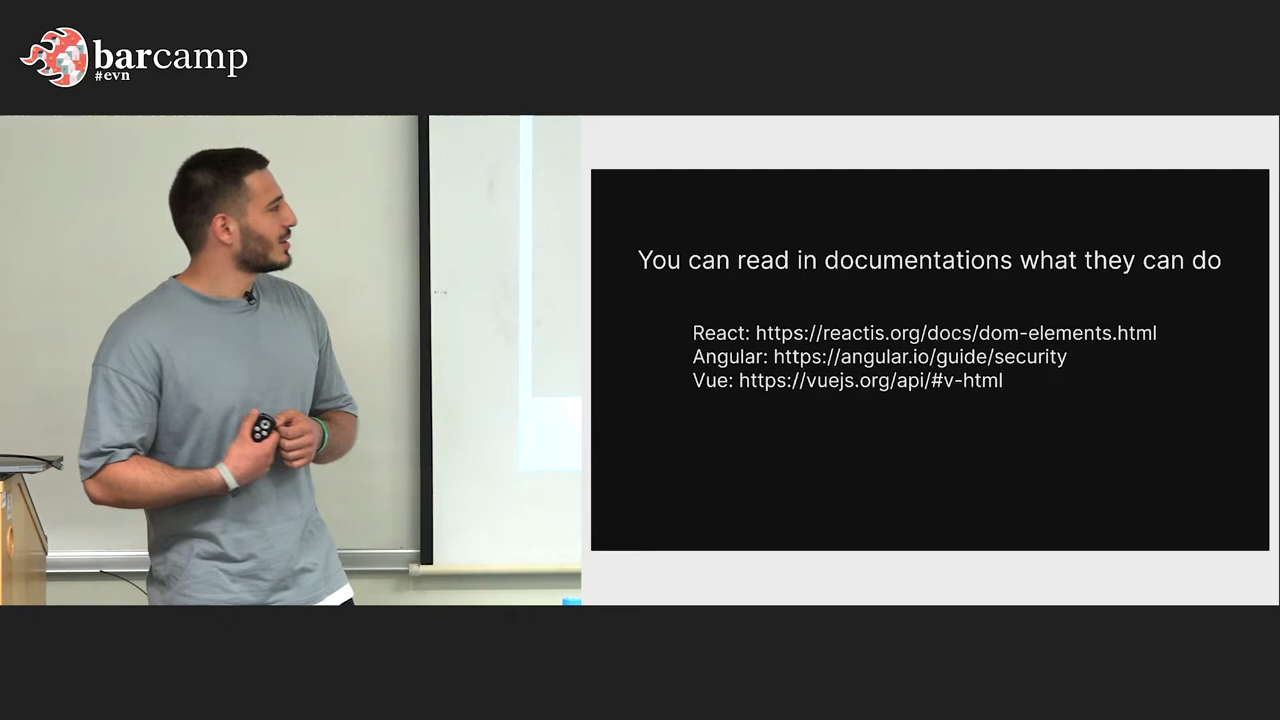 barcamp
#evn
You can read in documentations what they can do
React: https://reactis.org/docs/dom-elements.html
Angular: https://angular.io/guide/security
Vue: https://vuejs.org/api/#v-html